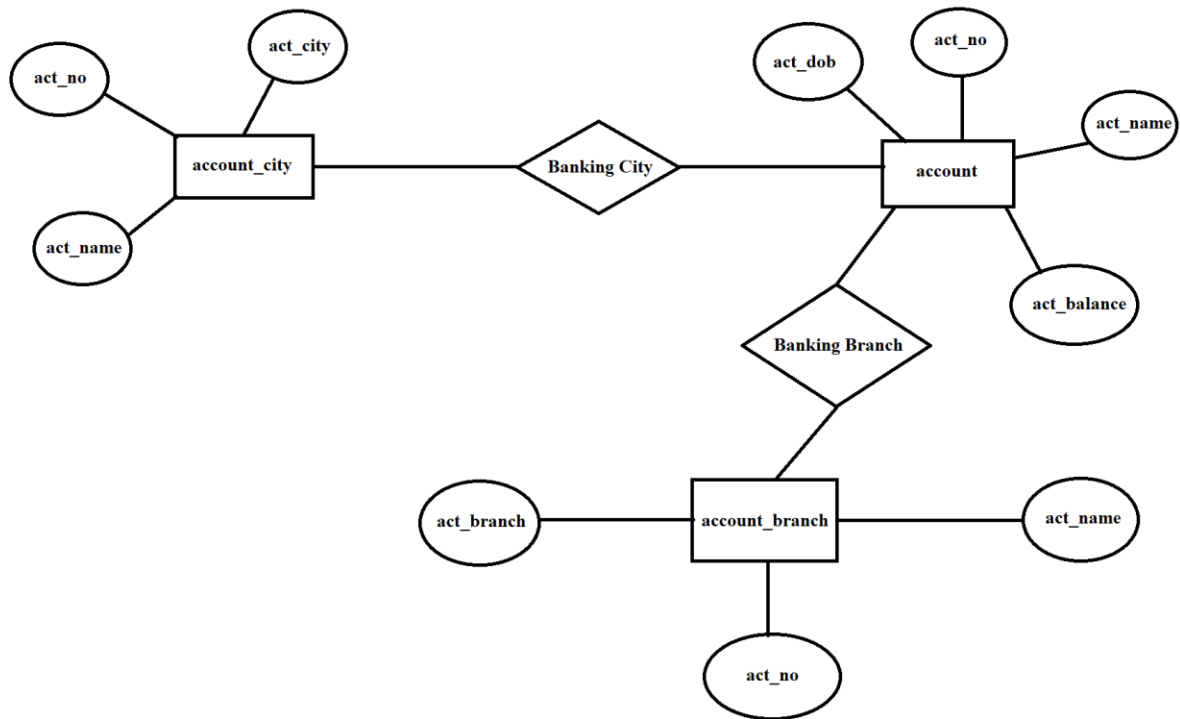 act_city
act_no
act_dob
act_no
act_name
account_city
Banking City
account
act_name
act_balance
Banking Branch
act_branch
account_branch
act_name
act_no